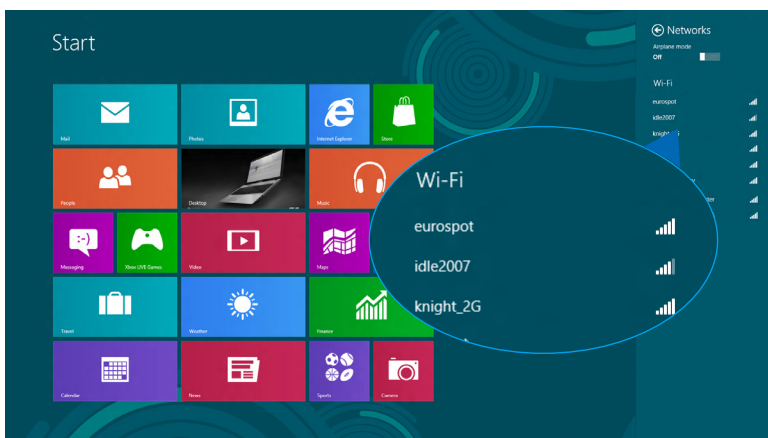 Start
Mail
Photos
Internet Explorer
Store
People
Desktop
Music
Messaging
Xbox LIVE Games
Video
Maps
Travel
Weather
Finance
Calendar
News
Sports
Camera
Networks
Airplane mode
Off
Wi-Fi
eurospot
idle2007
Wi-Fi
eurospot
idle2007
knight_2G